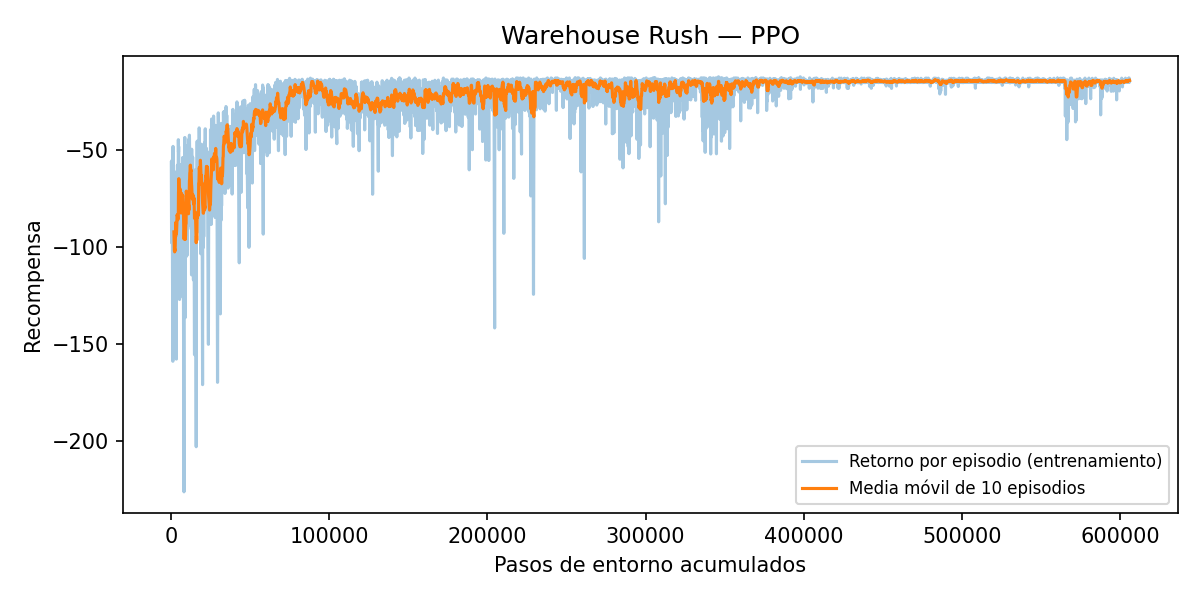 Warehouse Rush — PPO
Recompensa
−50
−100
−150
−200
0
100000
200000
300000
400000
500000
600000
Pasos de entorno acumulados
Retorno por episodio (entrenamiento)
Media móvil de 10 episodios